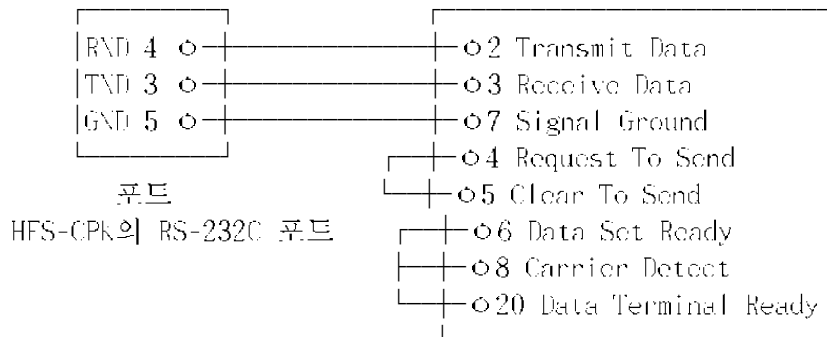 RXD 4 2 Transmit Data
TXD 3 3 Receive Data
GND 5 7 Signal Ground
4 Request To Send
포트 5 Clear To Send
HFS-CPK의 RS-232C 포트 6 Data Set Ready
8 Carrier Detect
20 Data Terminal Ready